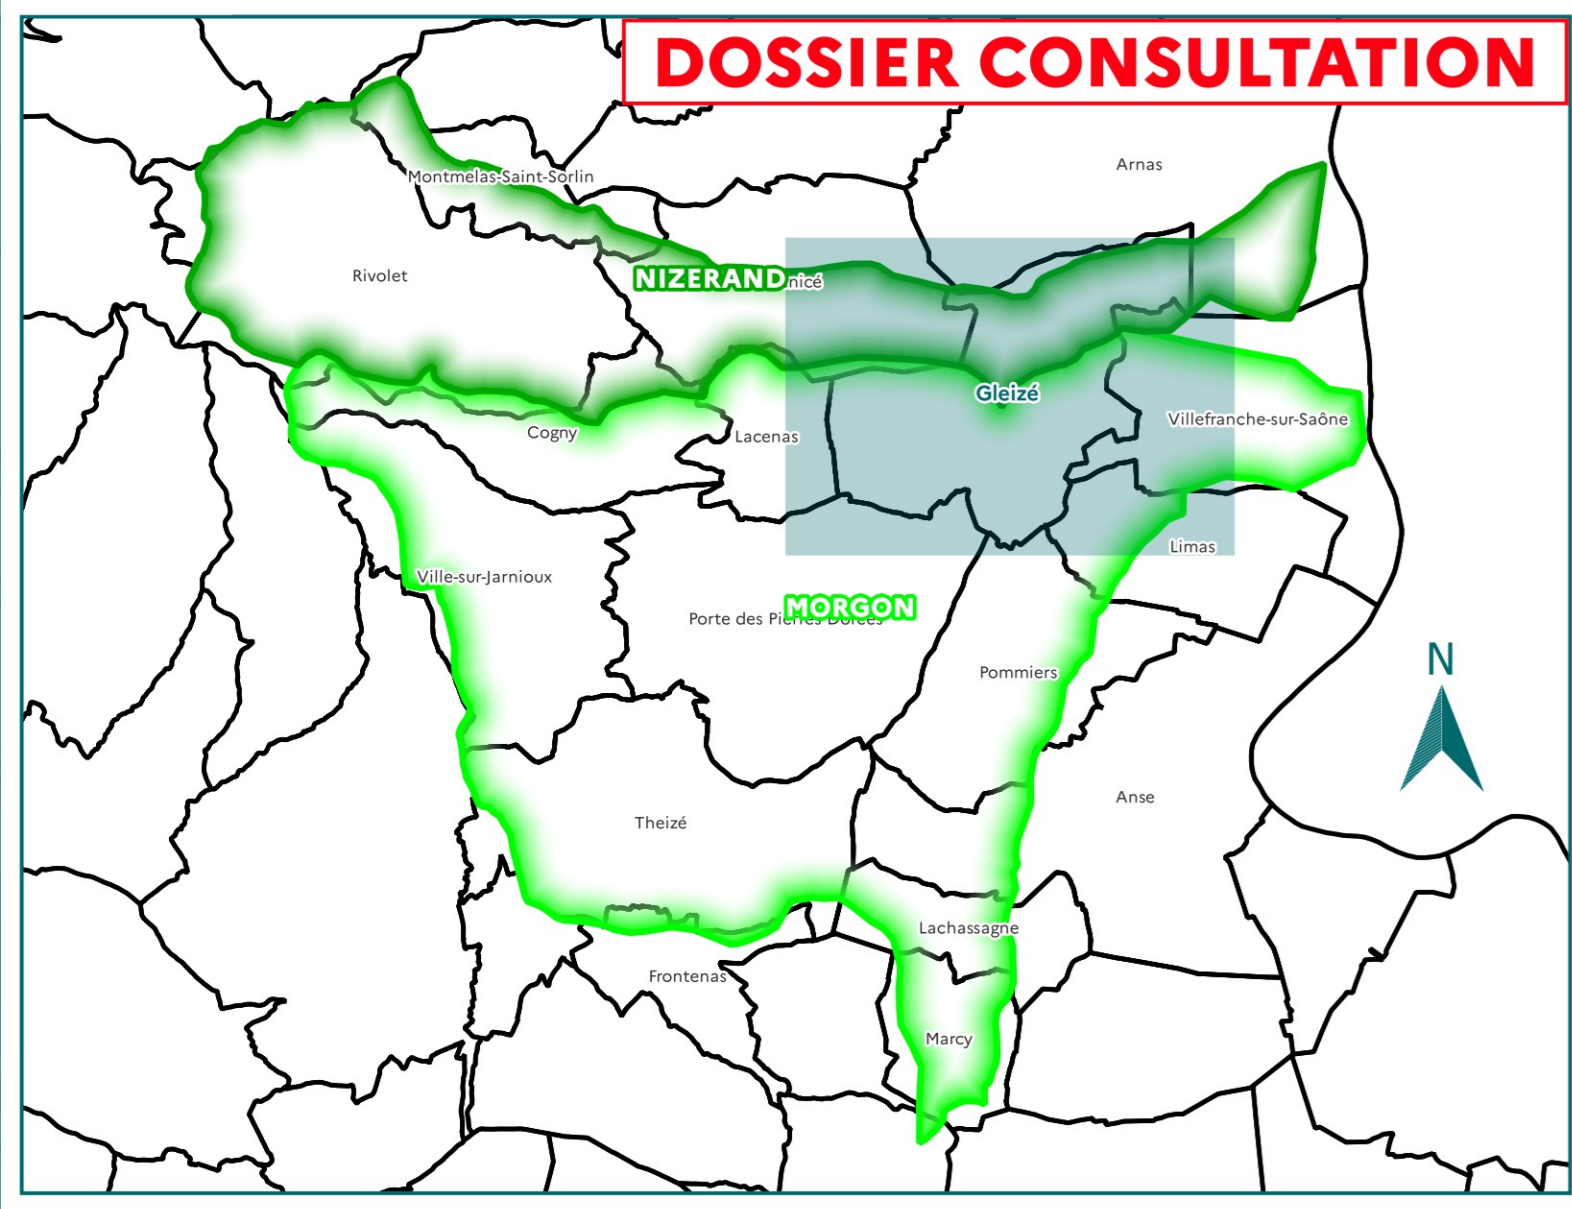 DOSSIER CONSULTATION
Arnas
Montmelas-Saint-Sorlin
Rivolet
NIZERAND
nicé
Gleizé
Villefranche-sur-Saône
Cogny
Lacenas
Limas
Ville-sur-Jarnioux
MORGON
Porte des Pierres Dorées
Pommiers
N
Anse
Theizé
Lachassagne
Frontenas
Marcy